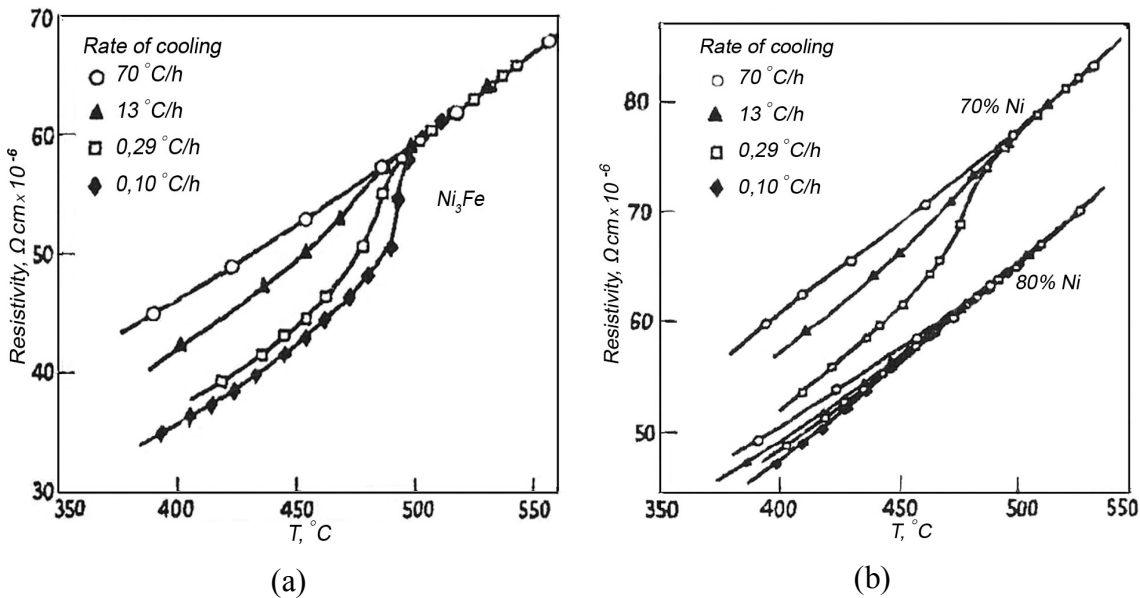 70
60
50
40
30
Resistivity, Ω cm x 10 -6
Rate of cooling
70 °C/h
13 °C/h
0,29 °C/h
0,10 °C/h
Ni3Fe
350 400 450 500 550
T, °C
(a)
80
70
60
50
Resistivity, Ω cm x 10 -6
Rate of cooling
70 °C/h
13 °C/h
0,29 °C/h
0,10 °C/h
70% Ni
80% Ni
350 400 450 500 550
T, °C
(b)